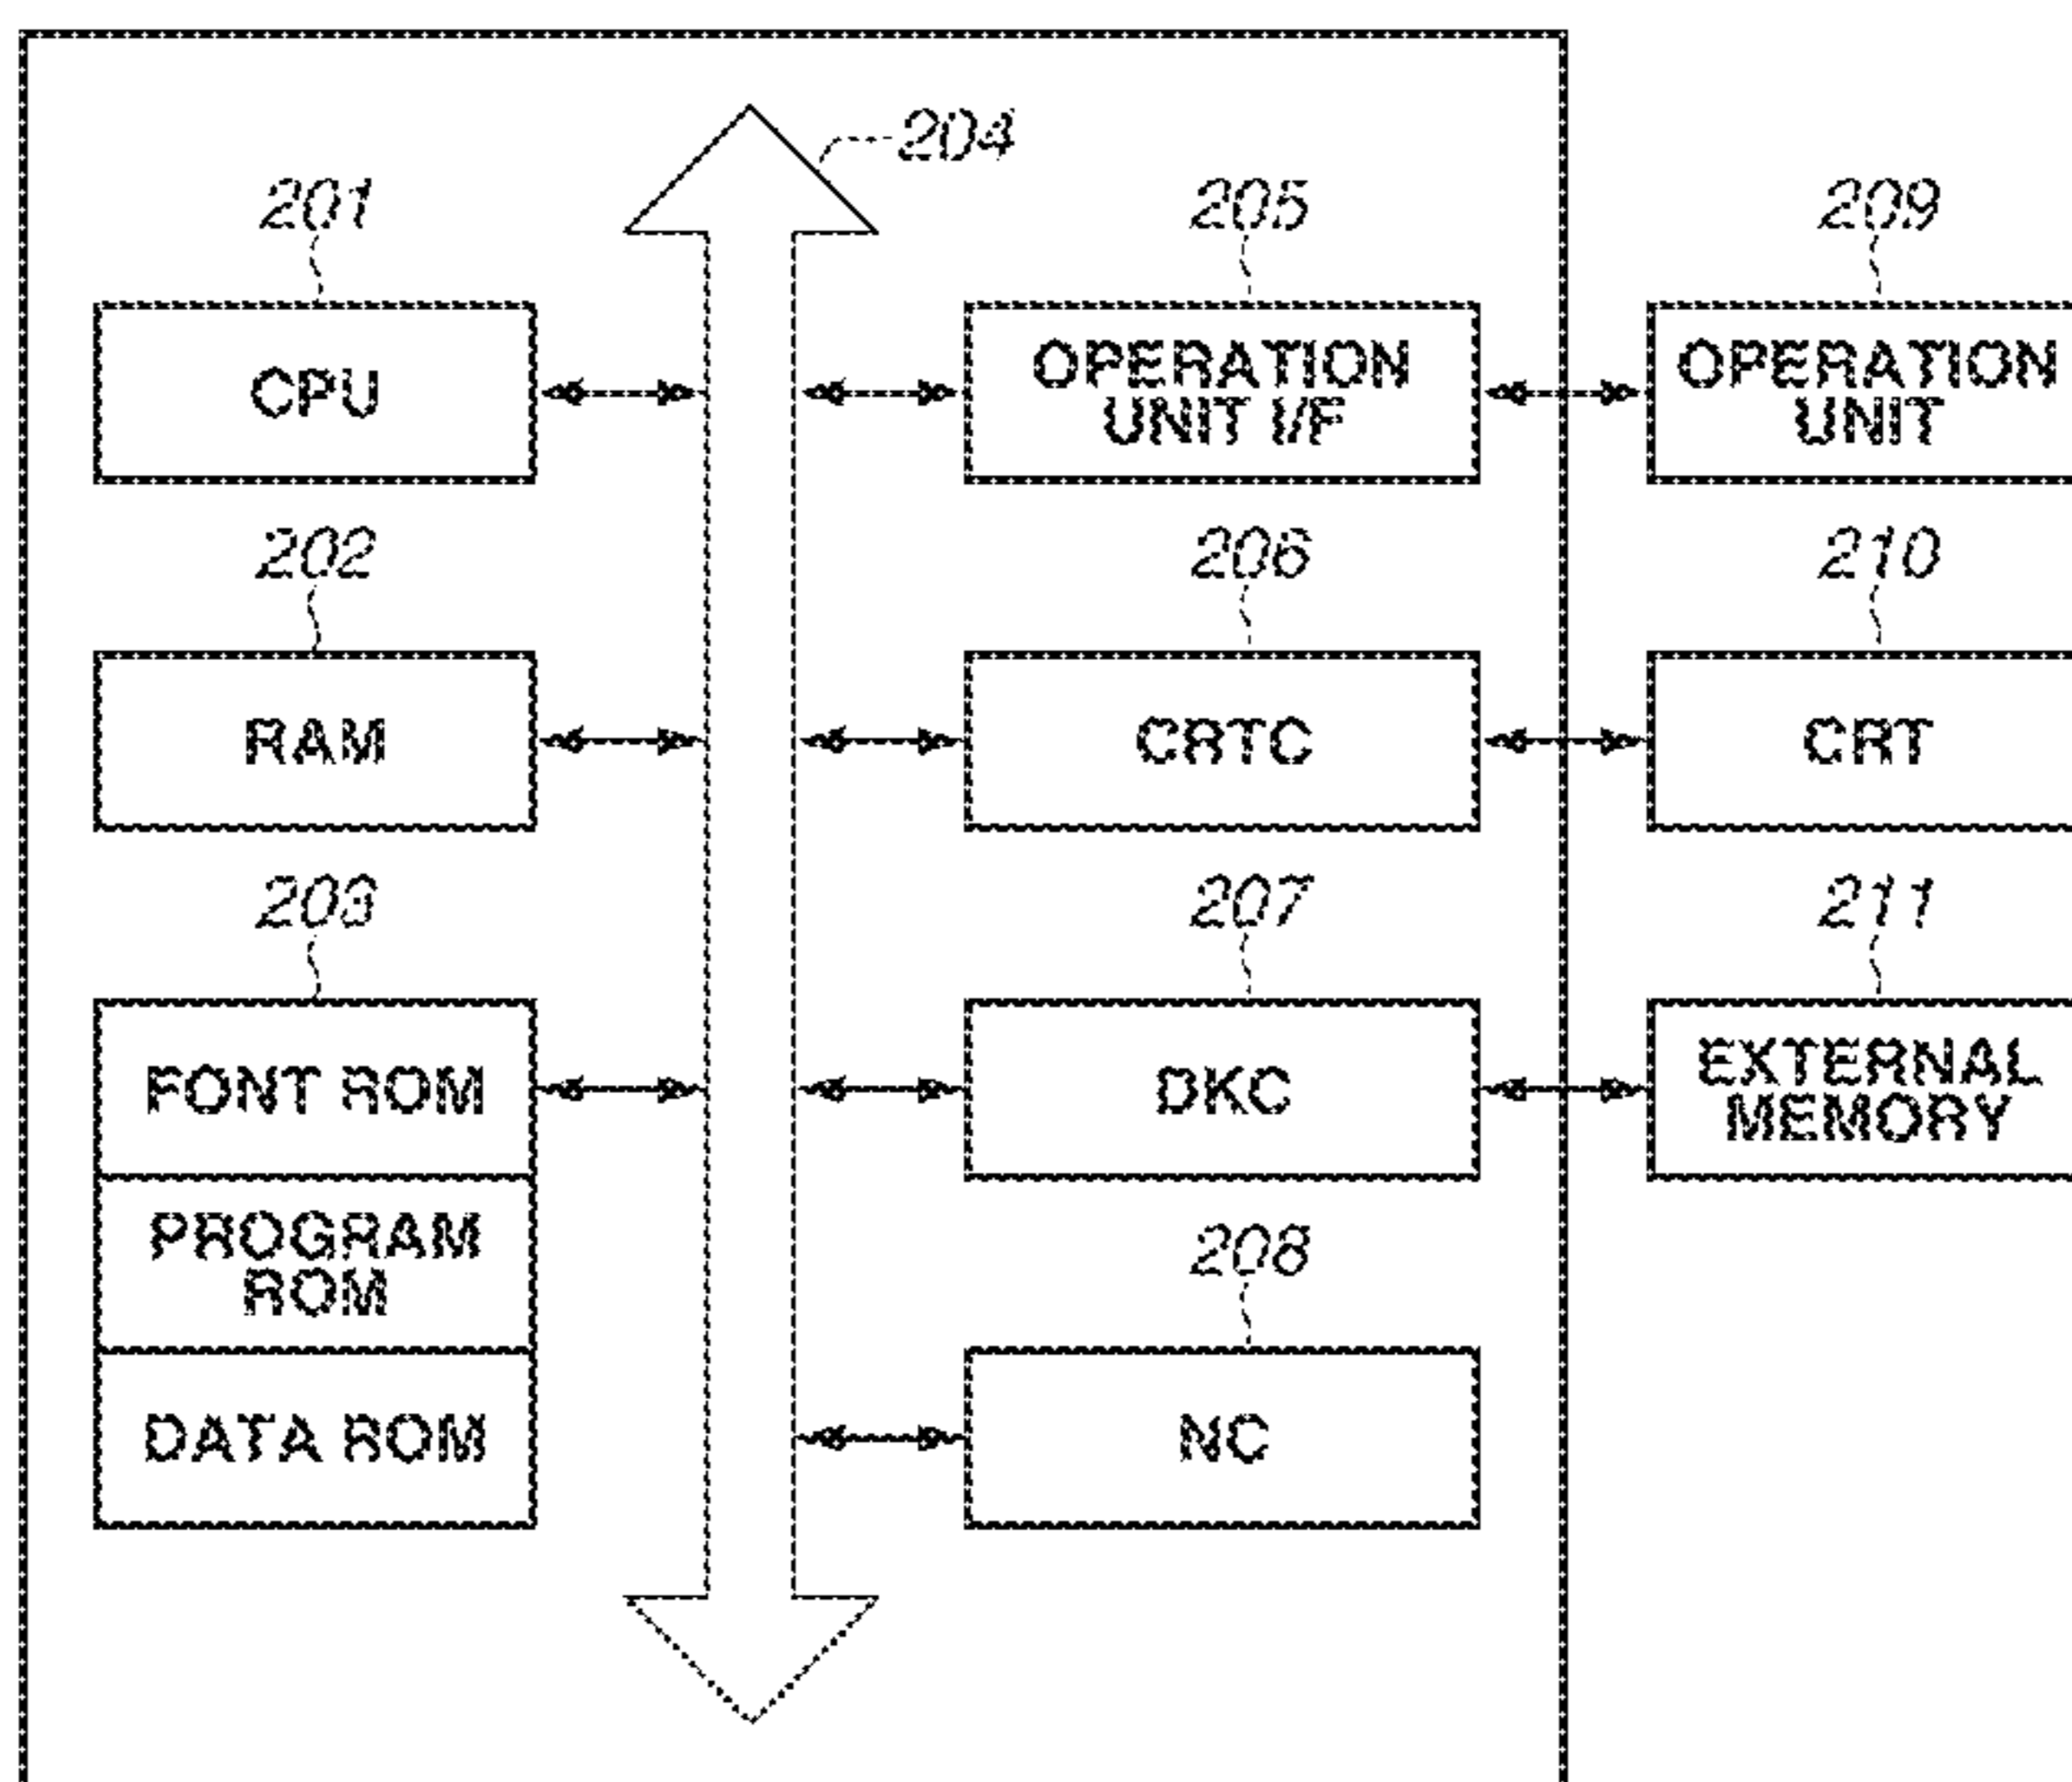 204
201
205
209
CPU
OPERATION
UNIT I/F
OPERATION
UNIT
202
206
210
RAM
CRTC
CRT
203
207
211
FONT ROM
DKC
EXTERNAL
MEMORY
PROGRAM
ROM
208
DATA ROM
NC